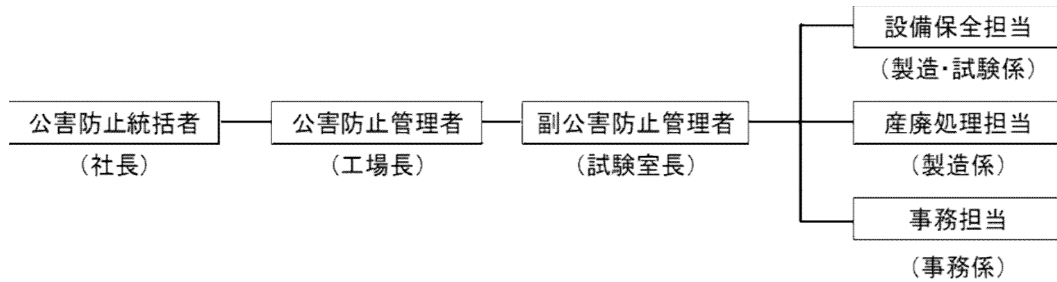 設備保全担当
（製造・試験係）
公害防止統括者
（社長）
公害防止管理者
（工場長）
副公害防止管理者
（試験室長）
産廃処理担当
（製造係）
事務担当
（事務係）